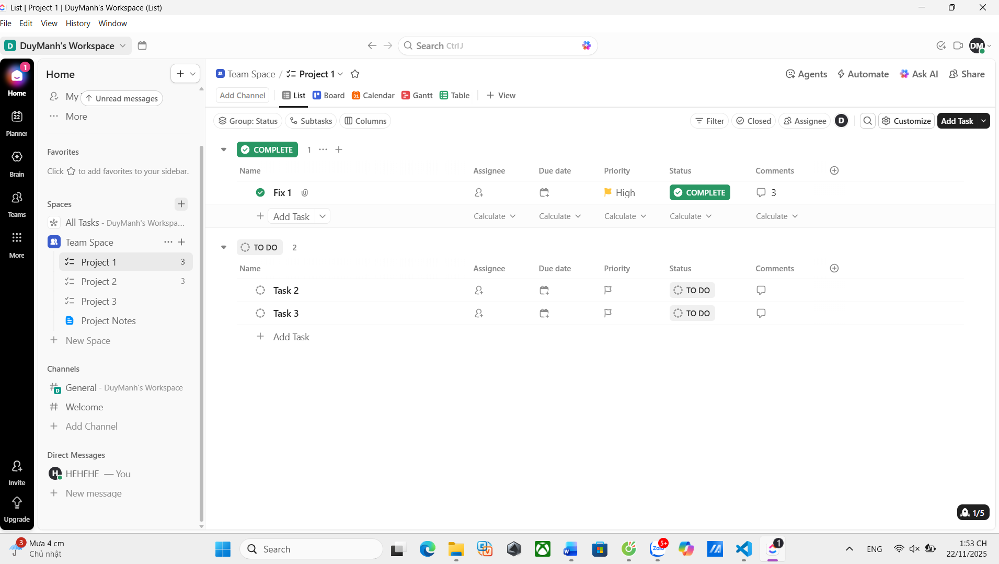 List | Project 1 | DuyManh's Workspace (List)
File Edit View History Window
D DuyManh's Workspace
Search Ctrl J
DM
1
Home
22
Planner
Brain
Teams
More
Invite
Upgrade
Home
My
Unread messages
More
Favorites
Click to add favorites to your sidebar.
Spaces
All Tasks - DuyManh's Workspa...
Team Space
Project 1 3
Project 2 3
Project 3
Project Notes
New Space
Channels
D General - DuyManh's Workspace
Welcome
Add Channel
Direct Messages
H HEHEHE — You
New message
Team Space / Project 1
Agents Automate Ask AI Share
Add Channel List Board 31 Calendar Gantt Table View
Group: Status Subtasks Columns Filter Closed Assignee D Customize Add Task
COMPLETE 1
Name Assignee Due date Priority Status Comments
Fix 1 High COMPLETE 3
Add Task Calculate Calculate Calculate Calculate Calculate
TO DO 2
Name Assignee Due date Priority Status Comments
Task 2 TO DO
Task 3 TO DO
Add Task
1/5
3 Mưa 4 cm
Chủ nhật
Search
E V
W
Zalo 5+
1
ENG
1:53 CH
22/11/2025